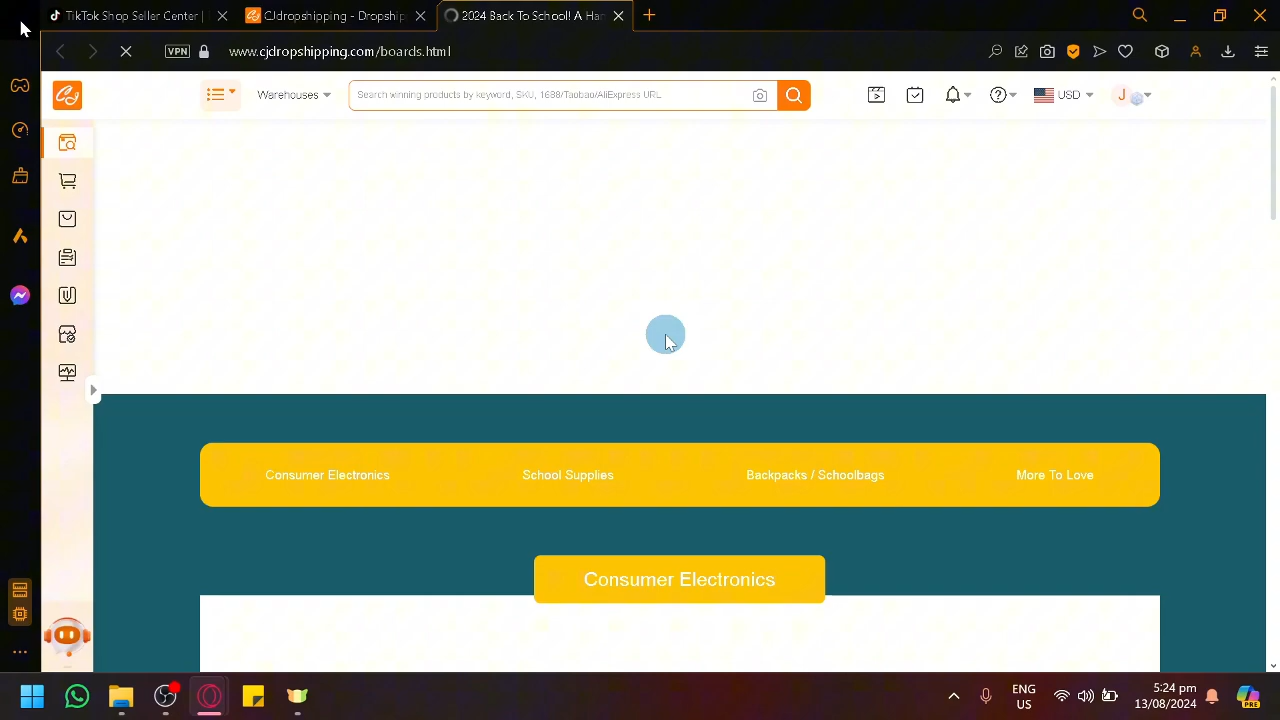 TikTok Shop Seller Center |
CJdropshipping - Dropship
2024 Back To School! A Ha
VPN
www.cjdropshipping.com/boards.html
CJ
Warehouses
Search winning products by keyword, SKU, 1688/Taobao/AliExpress URL
USD
J
Consumer Electronics
School Supplies
Backpacks / Schoolbags
More To Love
Consumer Electronics
ENG
US
5:24 pm
13/08/2024
PRE